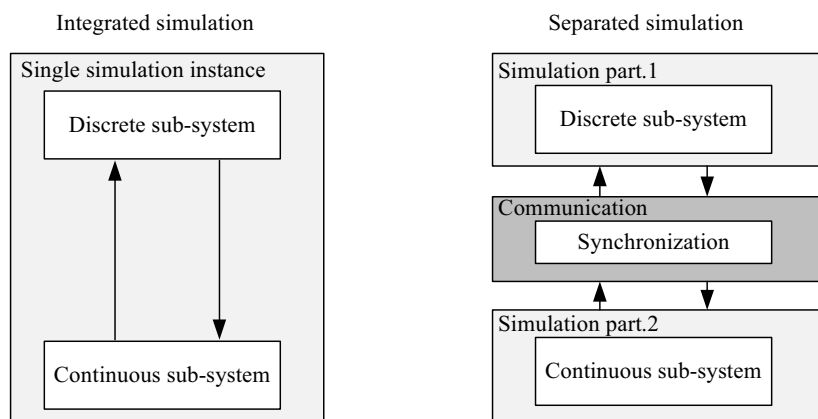 Integrated simulation
Single simulation instance
Discrete sub-system
Continuous sub-system
Separated simulation
Simulation part.1
Discrete sub-system
Communication
Synchronization
Simulation part.2
Continuous sub-system